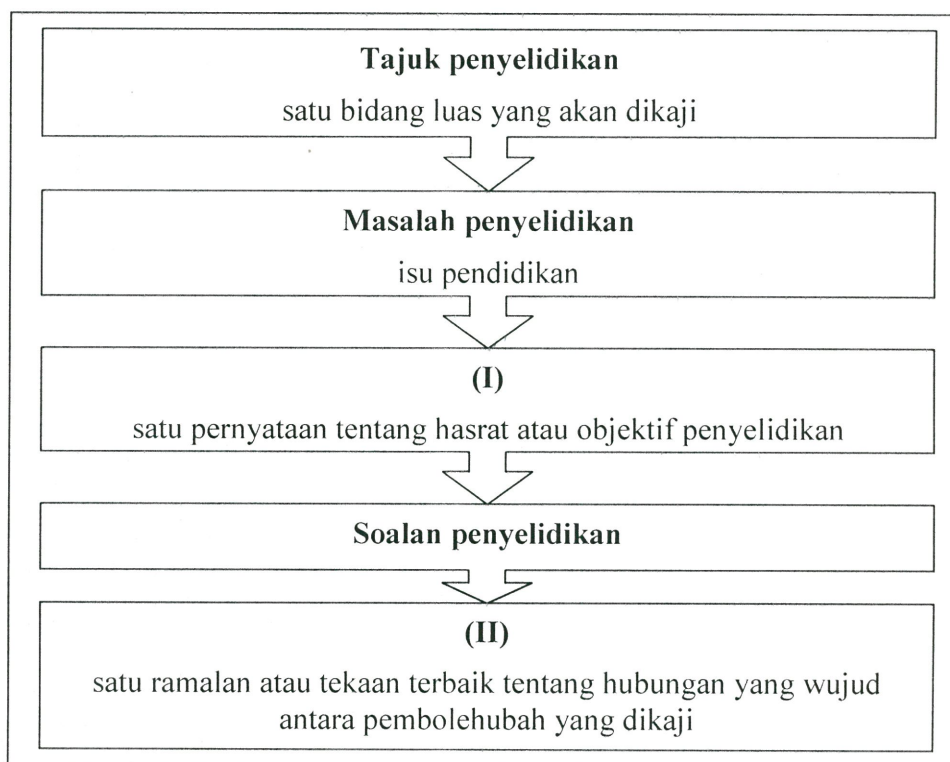 Tajuk penyelidikan
satu bidang luas yang akan dikaji
Masalah penyelidikan
isu pendidikan
(I)
satu pernyataan tentang hasrat atau objektif penyelidikan
Soalan penyelidikan
(II)
satu ramalan atau tekaan terbaik tentang hubungan yang wujud
antara pembolehubah yang dikaji